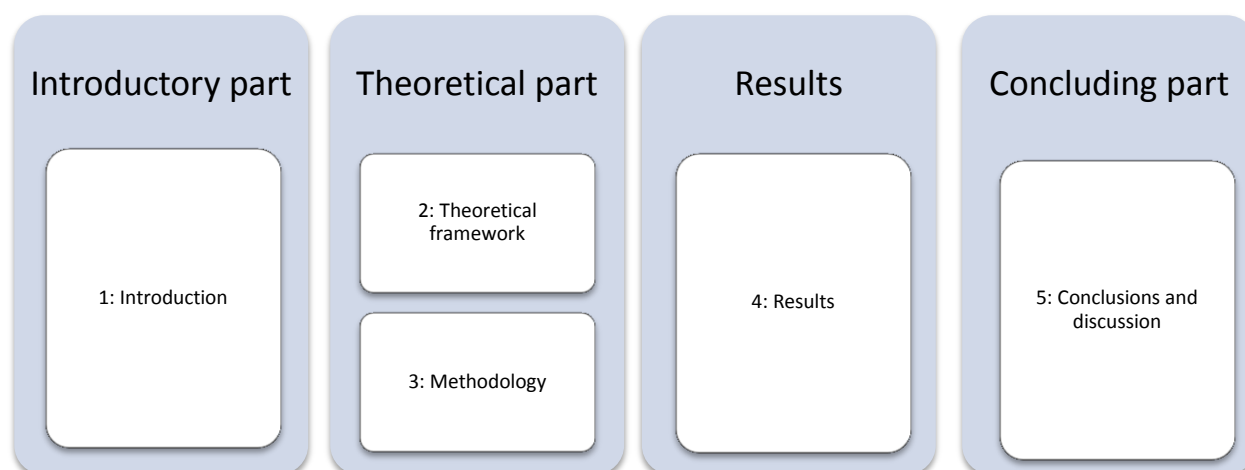 Introductory part
1: Introduction
Theoretical part
2: Theoretical
framework
3: Methodology
Results
4: Results
Concluding part
5: Conclusions and
discussion